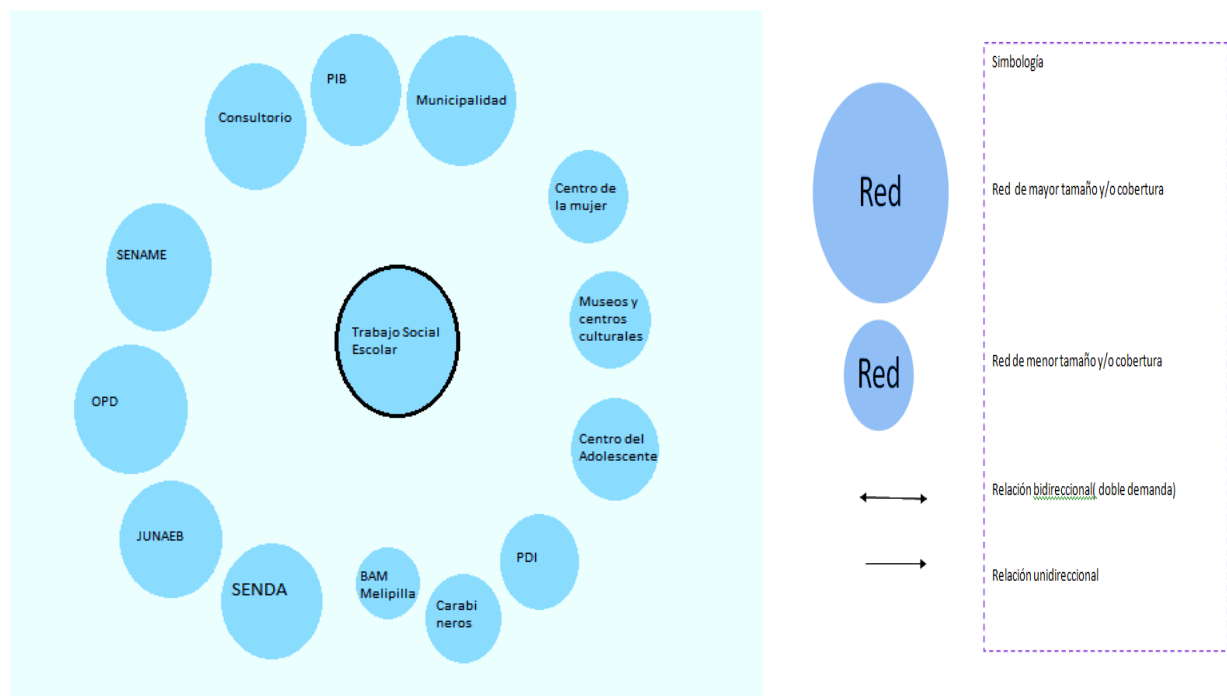 PIB
Municipalidad
Consultorio
Centro de
la mujer
SENAME
Museos y
centros
culturales
Trabajo Social
Escolar
OPD
Centro del
Adolescente
JUNAEB
SENDA
BAM
Melipilla
Carabi
neros
PDI
Simbología
Red
Red de mayor tamaño y/o cobertura
Red
Red de menor tamaño y/o cobertura
Relación bidireccional( doble demanda)
Relación unidireccional